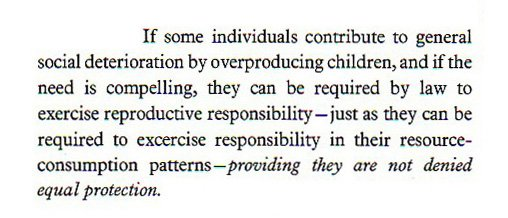 If some individuals contribute to general
social deterioration by overproducing children, and if the
need is compelling, they can be required by law to
exercise reproductive responsibility—just as they can be
required to excercise responsibility in their resource-
consumption patterns—providing they are not denied
equal protection.